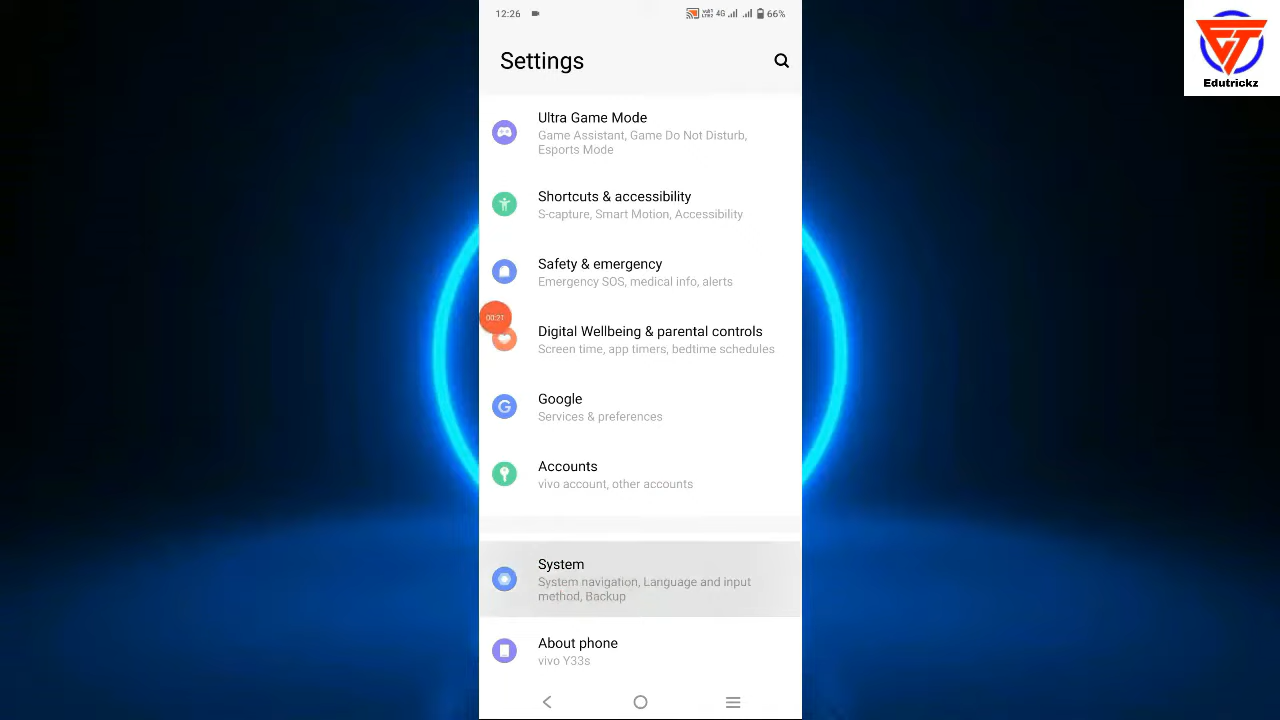 12:26
4G
66%
Edutrickz
Settings
Ultra Game Mode
Game Assistant, Game Do Not Disturb,
Esports Mode
Shortcuts & accessibility
S-capture, Smart Motion, Accessibility
Safety & emergency
Emergency SOS, medical info, alerts
00:21
Digital Wellbeing & parental controls
Screen time, app timers, bedtime schedules
Google
Services & preferences
Accounts
vivo account, other accounts
System
System navigation, Language and input
method, Backup
About phone
vivo Y33s